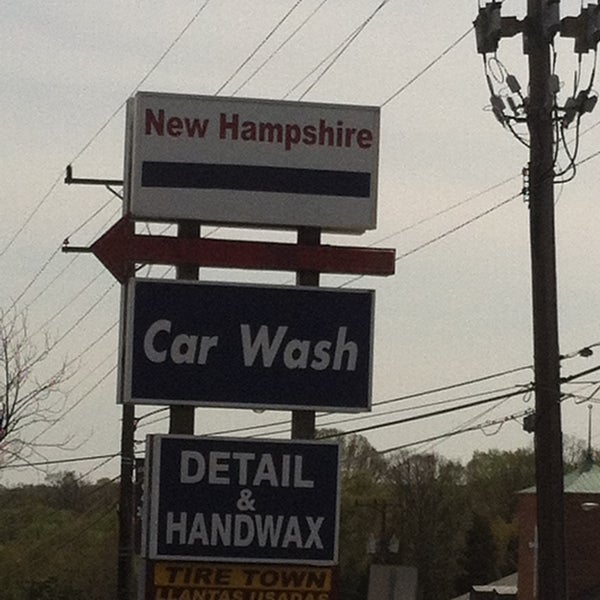 New Hampshire
Car Wash
DETAIL
&
HANDWAX
TIRE TOWN
LLANTAS USADAS